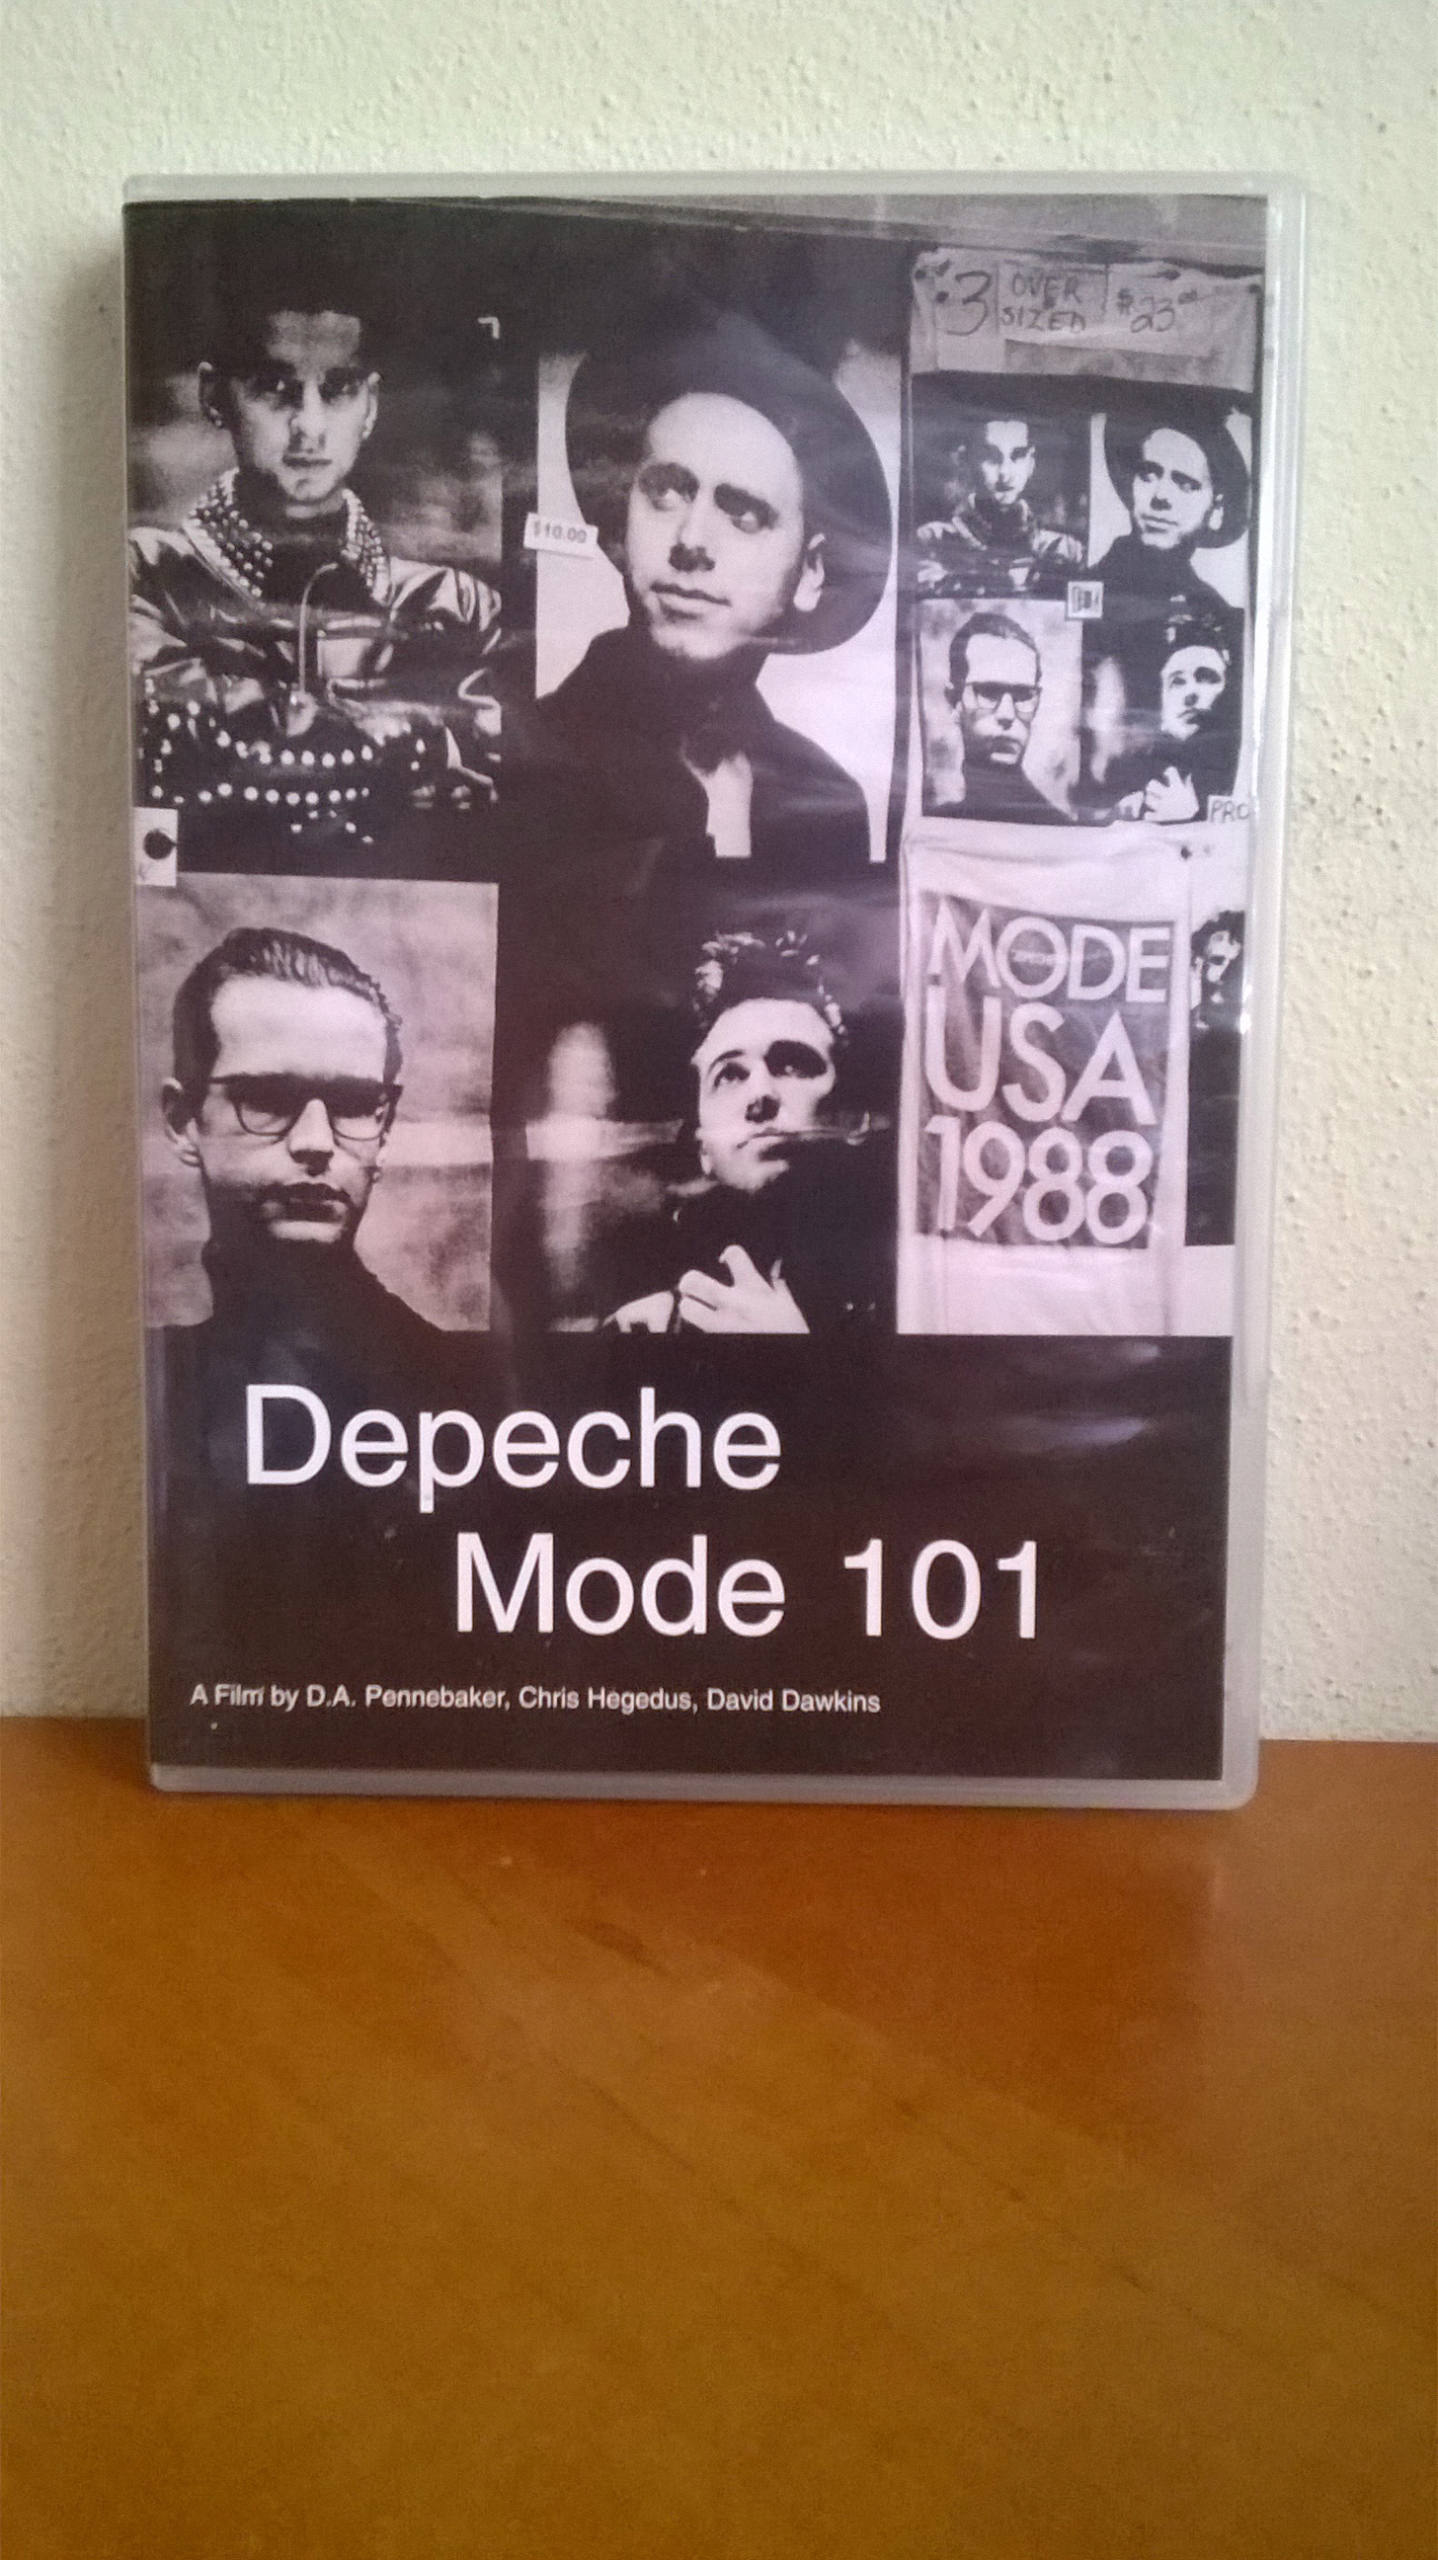 3 OVER SIZED $23.00
$10.00
PRO
MODE
USA
1988
Depeche
Mode 101
A Film by D.A. Pennebaker, Chris Hegedus, David Dawkins